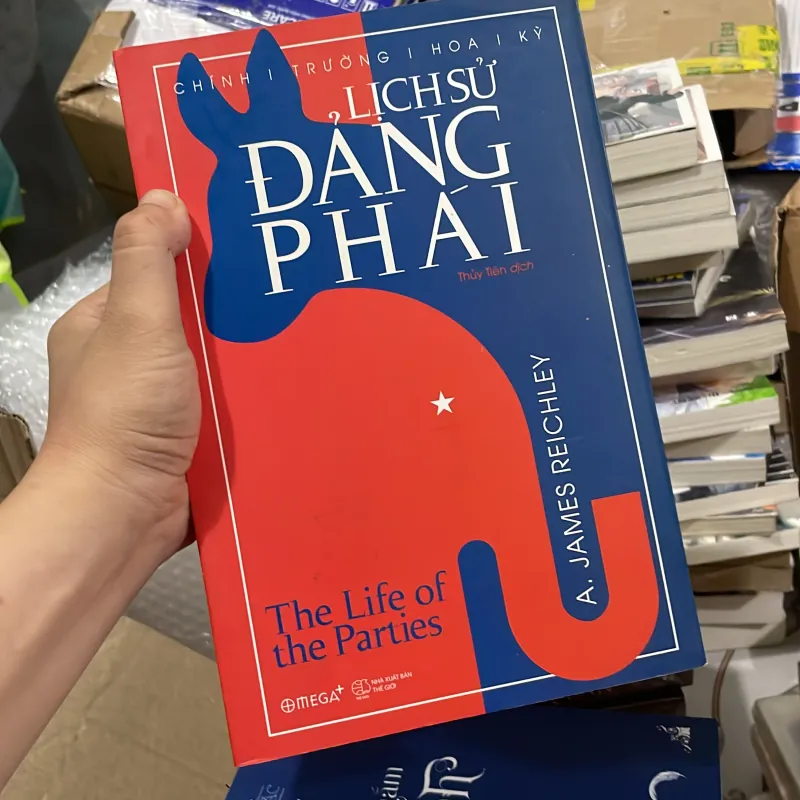 CHÍNH | TRƯỜNG | HOA | KỲ
LỊCH SỬ
ĐẢNG
PHÁI
Thủy Tiên dịch
A. JAMES REICHLEY
The Life of
the Parties
OMEGA+
NHÀ XUẤT BẢN
THẾ GIỚI